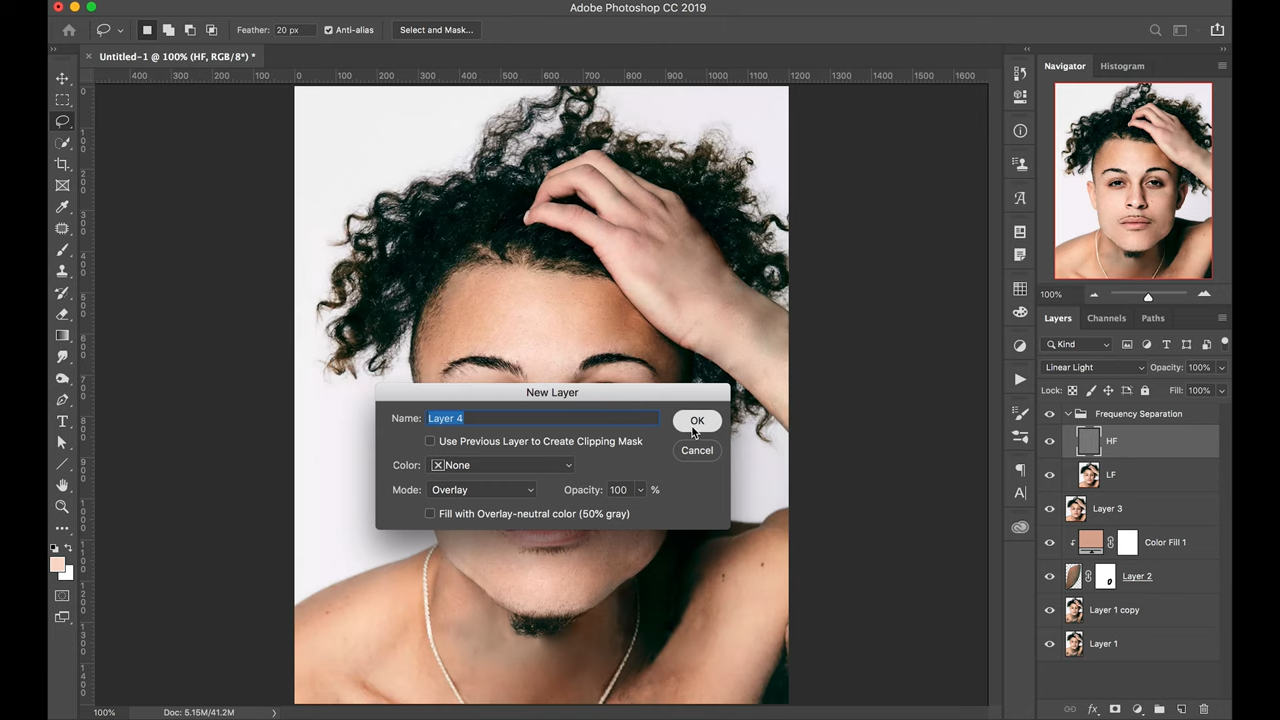 Adobe Photoshop CC 2019
Feather: 20 px Anti-alias Select and Mask...
Untitled-1 @ 100% (HF, RGB/8*) *
400 300 200 100 0 100 200 300 400 500 600 700 800 900 1000 1100 1200 1300 1400 1500 1600
Navigator Histogram
100%
Layers Channels Paths
Kind
Linear Light Opacity: 100%
Lock: Fill: 100%
Frequency Separation
HF
LF
Layer 3
Color Fill 1
Layer 2
Layer 1 copy
Layer 1
New Layer
Name: Layer 4
OK
Use Previous Layer to Create Clipping Mask
Cancel
Color: None
Mode: Overlay Opacity: 100 %
Fill with Overlay-neutral color (50% gray)
100% Doc: 5.15M/41.2M